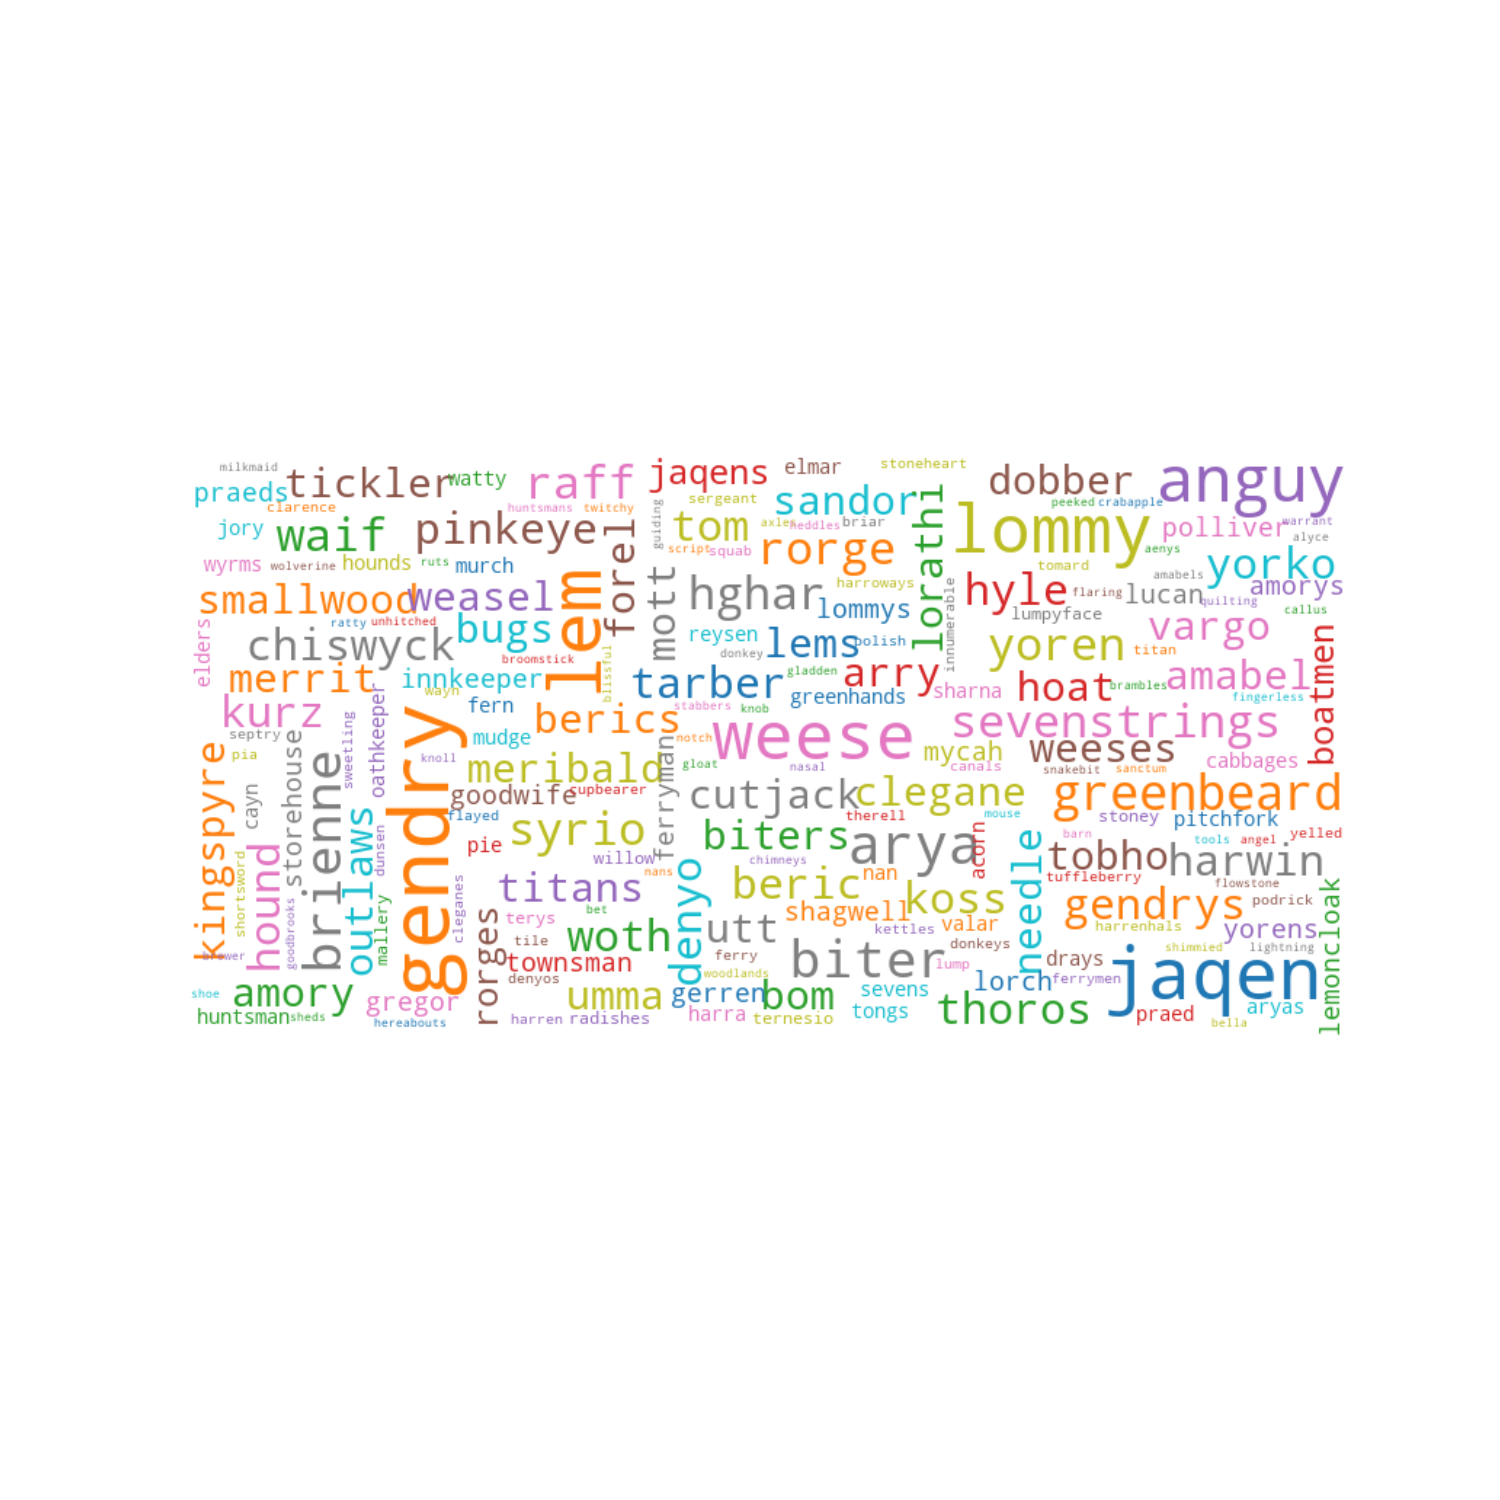 milkmaid
tickler
watty
raff
jaqens
elmar
stoneheart
dobber
anguy
praeds
clarence
huntsmans
twitchy
sergeant
sandor
peeked
crabapple
jory
waif
pinkeye
forel
guiding
tom
axles
heddles
briar
lorathi
lommy
polliver
warrant
alyce
wyrms
wolverine
hounds
ruts
murch
script
squab
rorge
tomard
aenys
yorko
smallwood
weasel
lem
mott
hghar
harroways
innumerable
hyle
flaring
amabels
lucan
quilting
amorys
callus
elders
ratty
unhitched
bugs
lommys
lumpyface
vargo
boatmen
chiswyck
broomstick
blissful
reysen
donkey
lems
polish
yoren
titan
merrit
innkeeper
wayn
tarber
gladden
arry
sharna
hoat
brambles
amabel
fingerless
kurz
oathkeeper
fern
berics
stabbers
knob
greenhands
sevenstrings
septry
sweetling
gendry
mudge
ferryman
notch
weese
mycah
weeses
kingspyre
pia
storehouse
brienne
knoll
meribald
gloat
nasal
canals
snakebit
sanctum
cabbages
cayn
goodwife
cupbearer
cutjack
clegane
greenbeard
outlaws
flayed
syrio
biters
therell
mouse
stoney
pitchfork
shortsword
hound
dunsen
pie
willow
chimneys
arya
acorn
needle
barn
tools
angel
yelled
tobho
harwin
cleganes
titans
nans
denyo
beric
nan
koss
tuffleberry
flowstone
lemoncloak
goodbrooks
mallery
rorges
terys
bet
utt
shagwell
valar
gendrys
podrick
brower
tile
woth
kettles
donkeys
harrenhals
yorens
townsman
ferry
biter
lump
drays
shimmied
lightning
shoe
amory
gregor
denyos
umma
woodlands
gerren
bom
sevens
lorch
ferrymen
jaqen
huntsman
sheds
hereabouts
harren
radishes
harra
ternesio
tongs
thoros
praed
bella
aryas